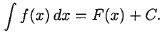 ∫ f(x) dx = F(x) + C.